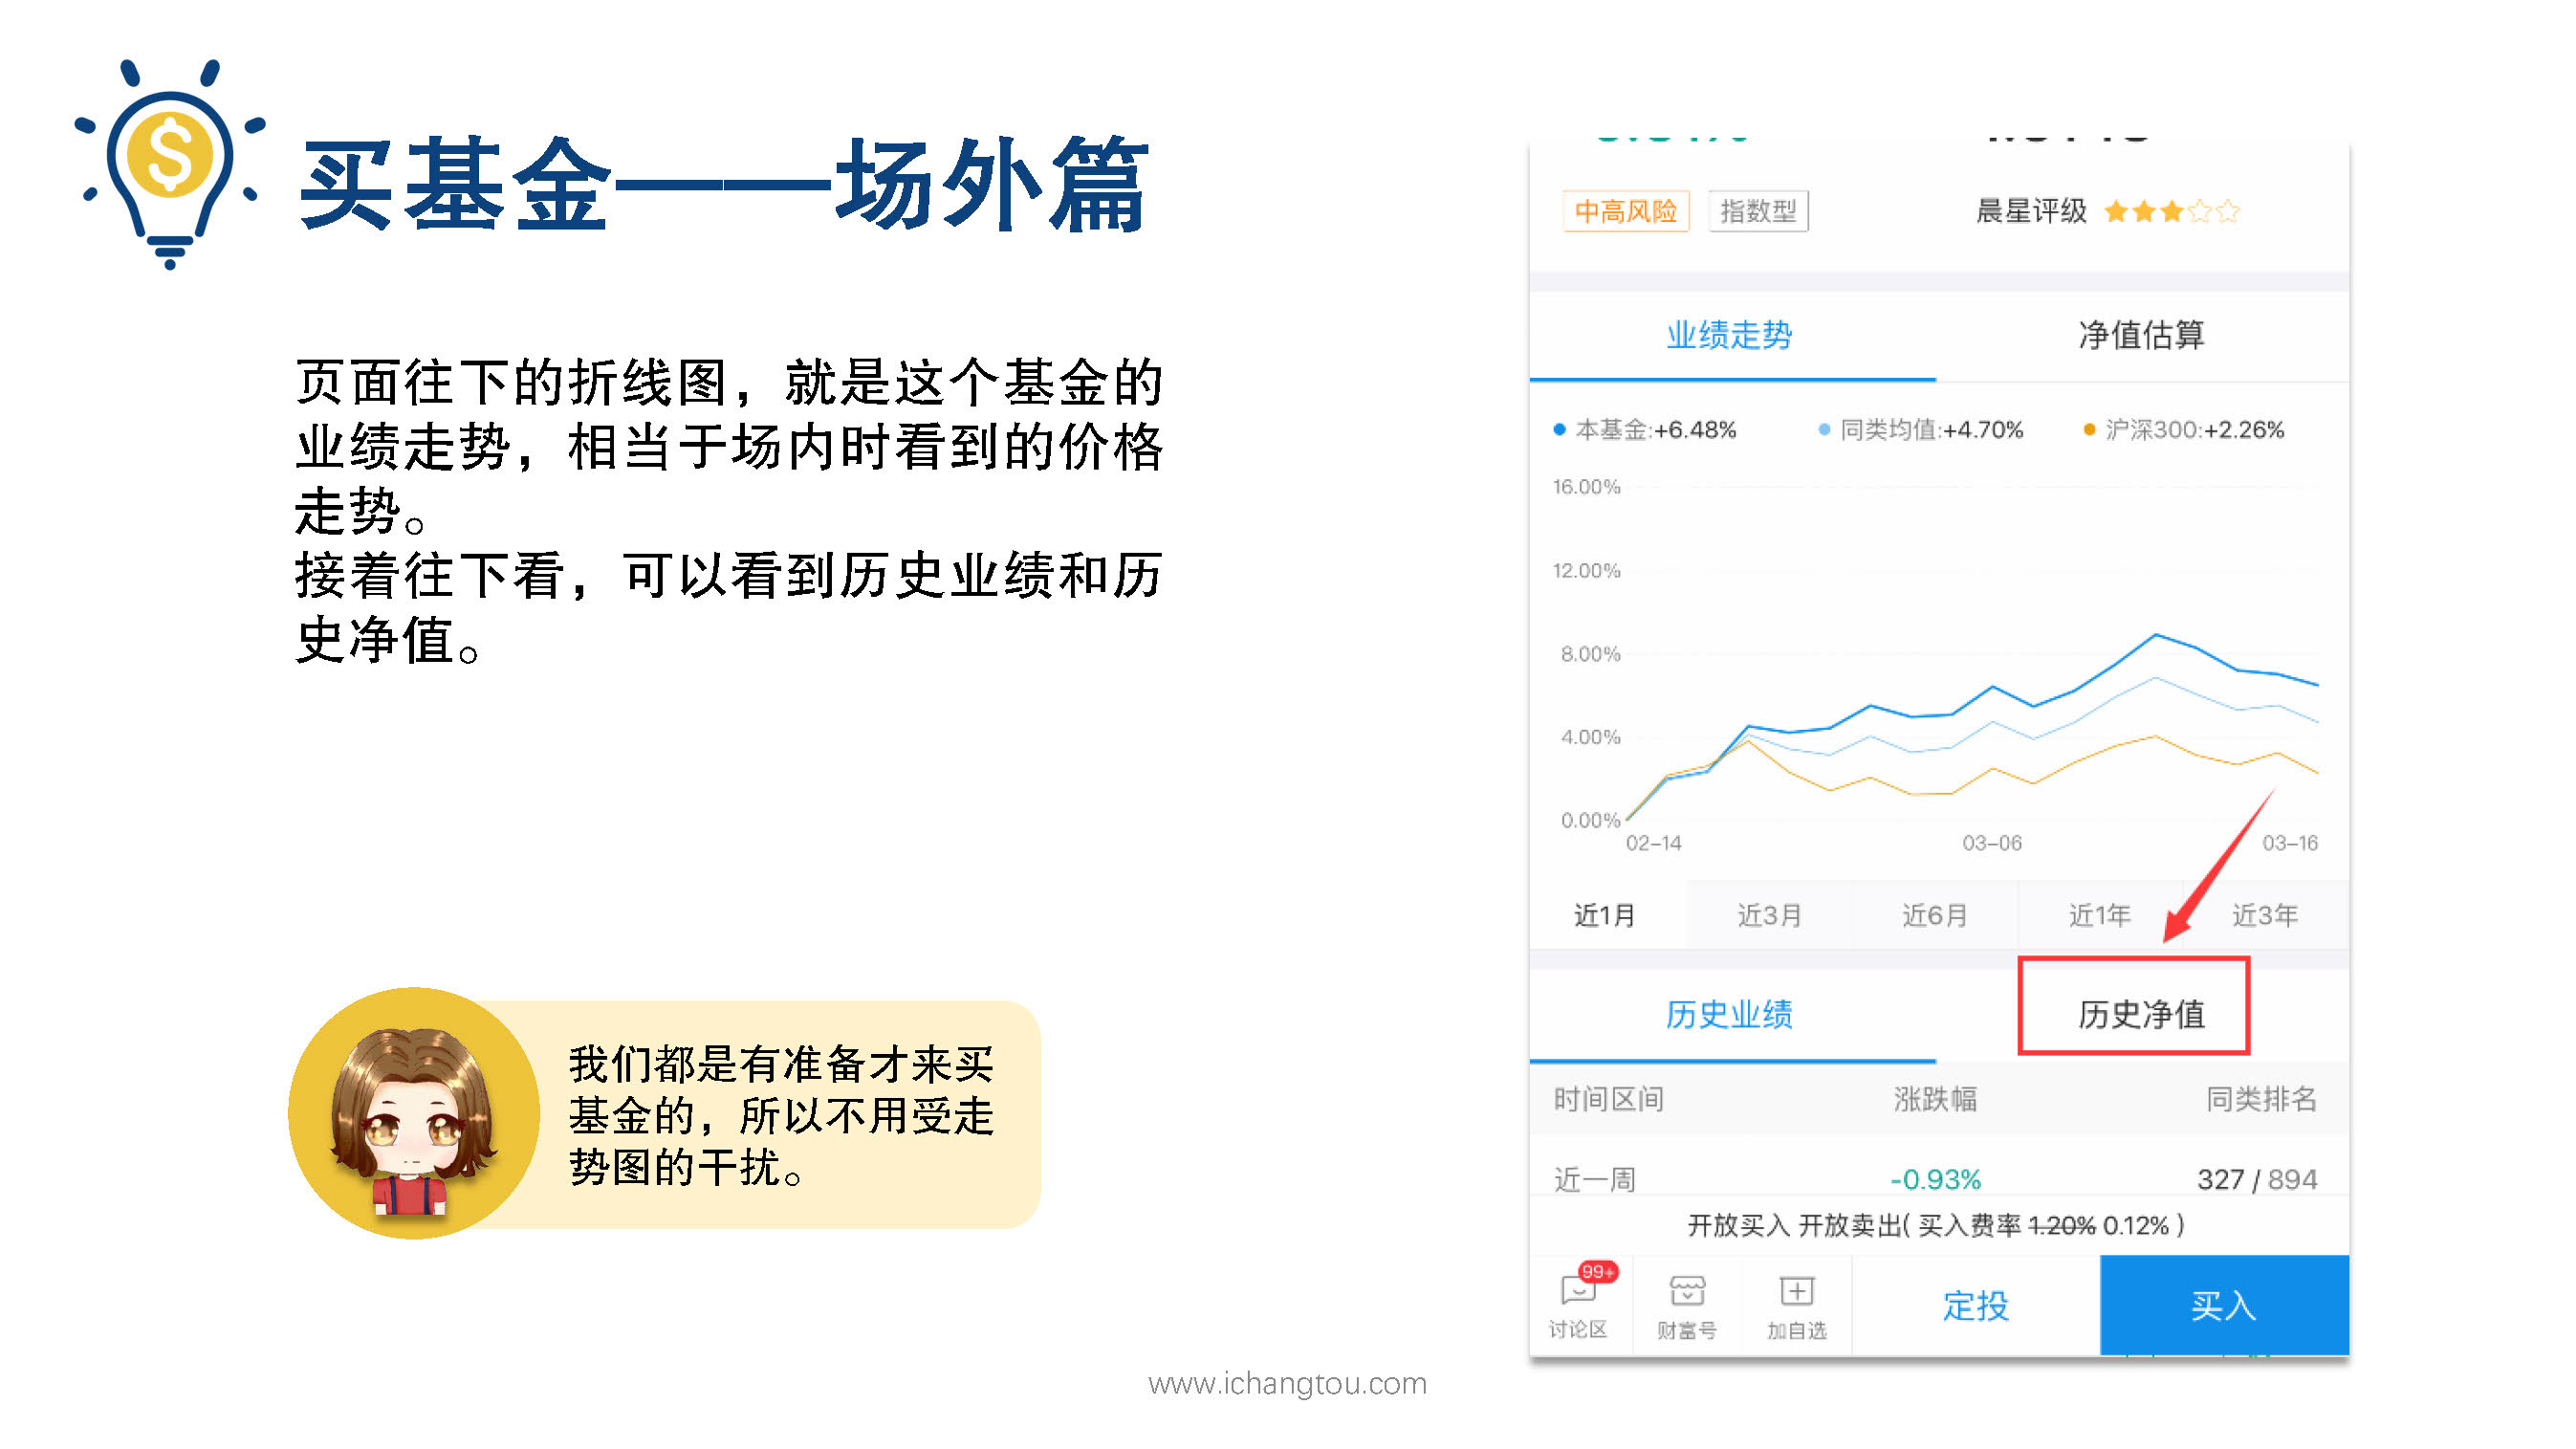 买基金——场外篇
页面往下的折线图，就是这个基金的
业绩走势，相当于场内时看到的价格
走势。
接着往下看，可以看到历史业绩和历
史净值。
我们都是有准备才来买
基金的，所以不用受走
势图的干扰。
中高风险 指数型 晨星评级
业绩走势 净值估算
本基金:+6.48% 同类均值:+4.70% 沪深300:+2.26%
16.00%
12.00%
8.00%
4.00%
0.00%
02-14 03-06 03-16
近1月 近3月 近6月 近1年 近3年
历史业绩 历史净值
时间区间 涨跌幅 同类排名
近一周 -0.93% 327 / 894
开放买入 开放卖出( 买入费率 1.20% 0.12% )
99+
讨论区 财富号 加自选 定投 买入
www.ichangtou.com